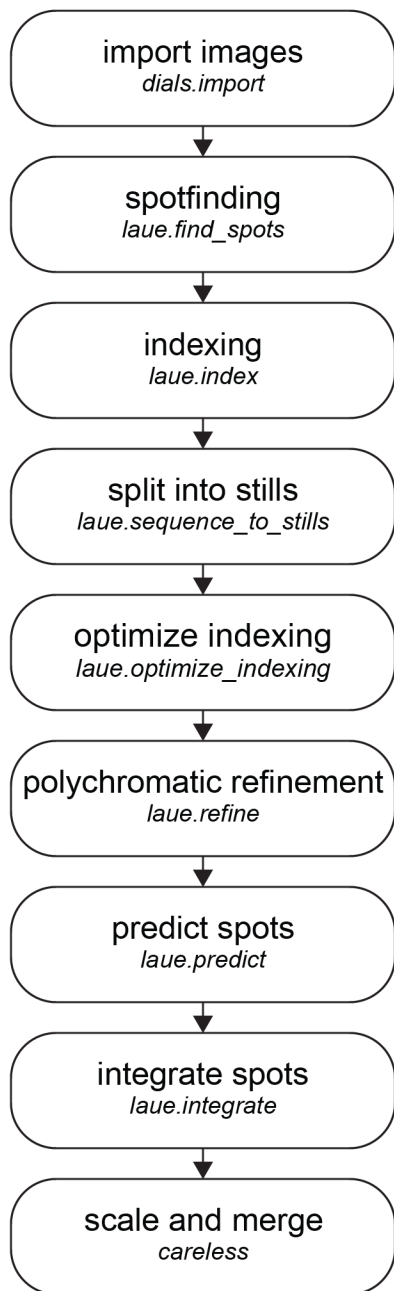 import images
dials.import
spotfinding
laue.find_spots
indexing
laue.index
split into stills
laue.sequence_to_stills
optimize indexing
laue.optimize_indexing
polychromatic refinement
laue.refine
predict spots
laue.predict
integrate spots
laue.integrate
scale and merge
careless